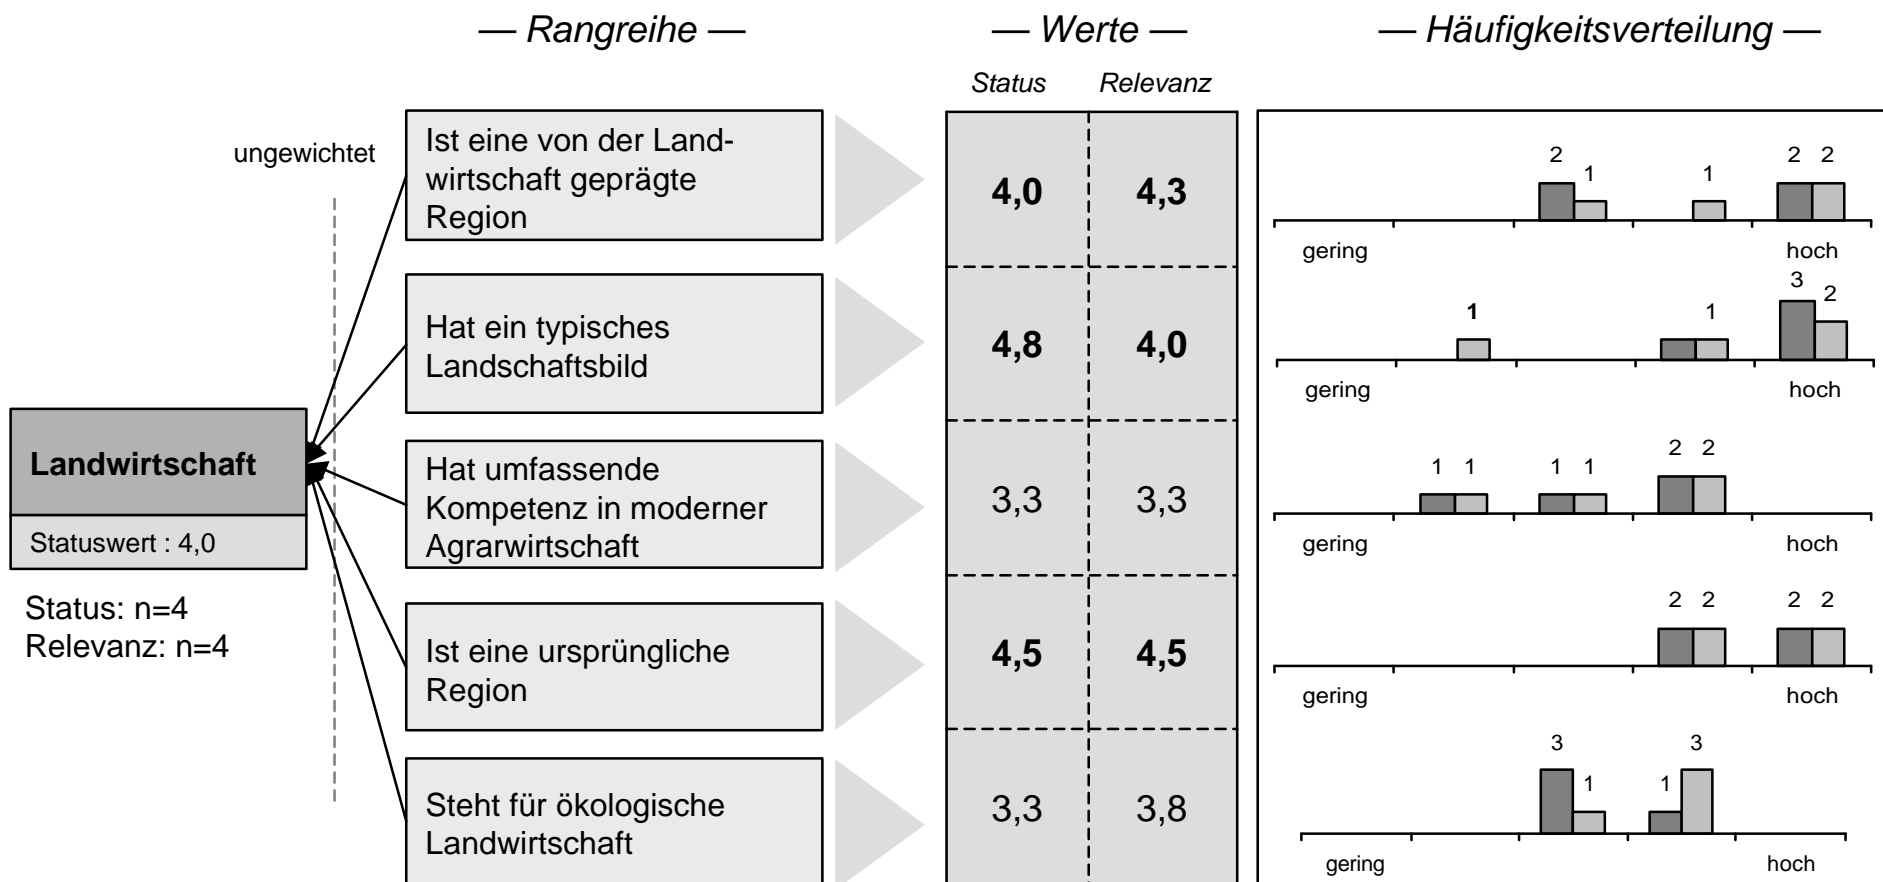 — Rangreihe —
— Werte —
— Häufigkeitsverteilung —
Status
Relevanz
ungewichtet
Ist eine von der Land-
wirtschaft geprägte
Region
4,0
4,3
2
1
1
2
2
gering
hoch
Hat ein typisches
Landschaftsbild
4,8
4,0
1
1
3
2
gering
hoch
Landwirtschaft
Statuswert : 4,0
Status: n=4
Relevanz: n=4
Hat umfassende
Kompetenz in moderner
Agrarwirtschaft
3,3
3,3
1
1
1
1
2
2
gering
hoch
Ist eine ursprüngliche
Region
4,5
4,5
2
2
2
2
gering
hoch
Steht für ökologische
Landwirtschaft
3,3
3,8
3
1
1
3
gering
hoch